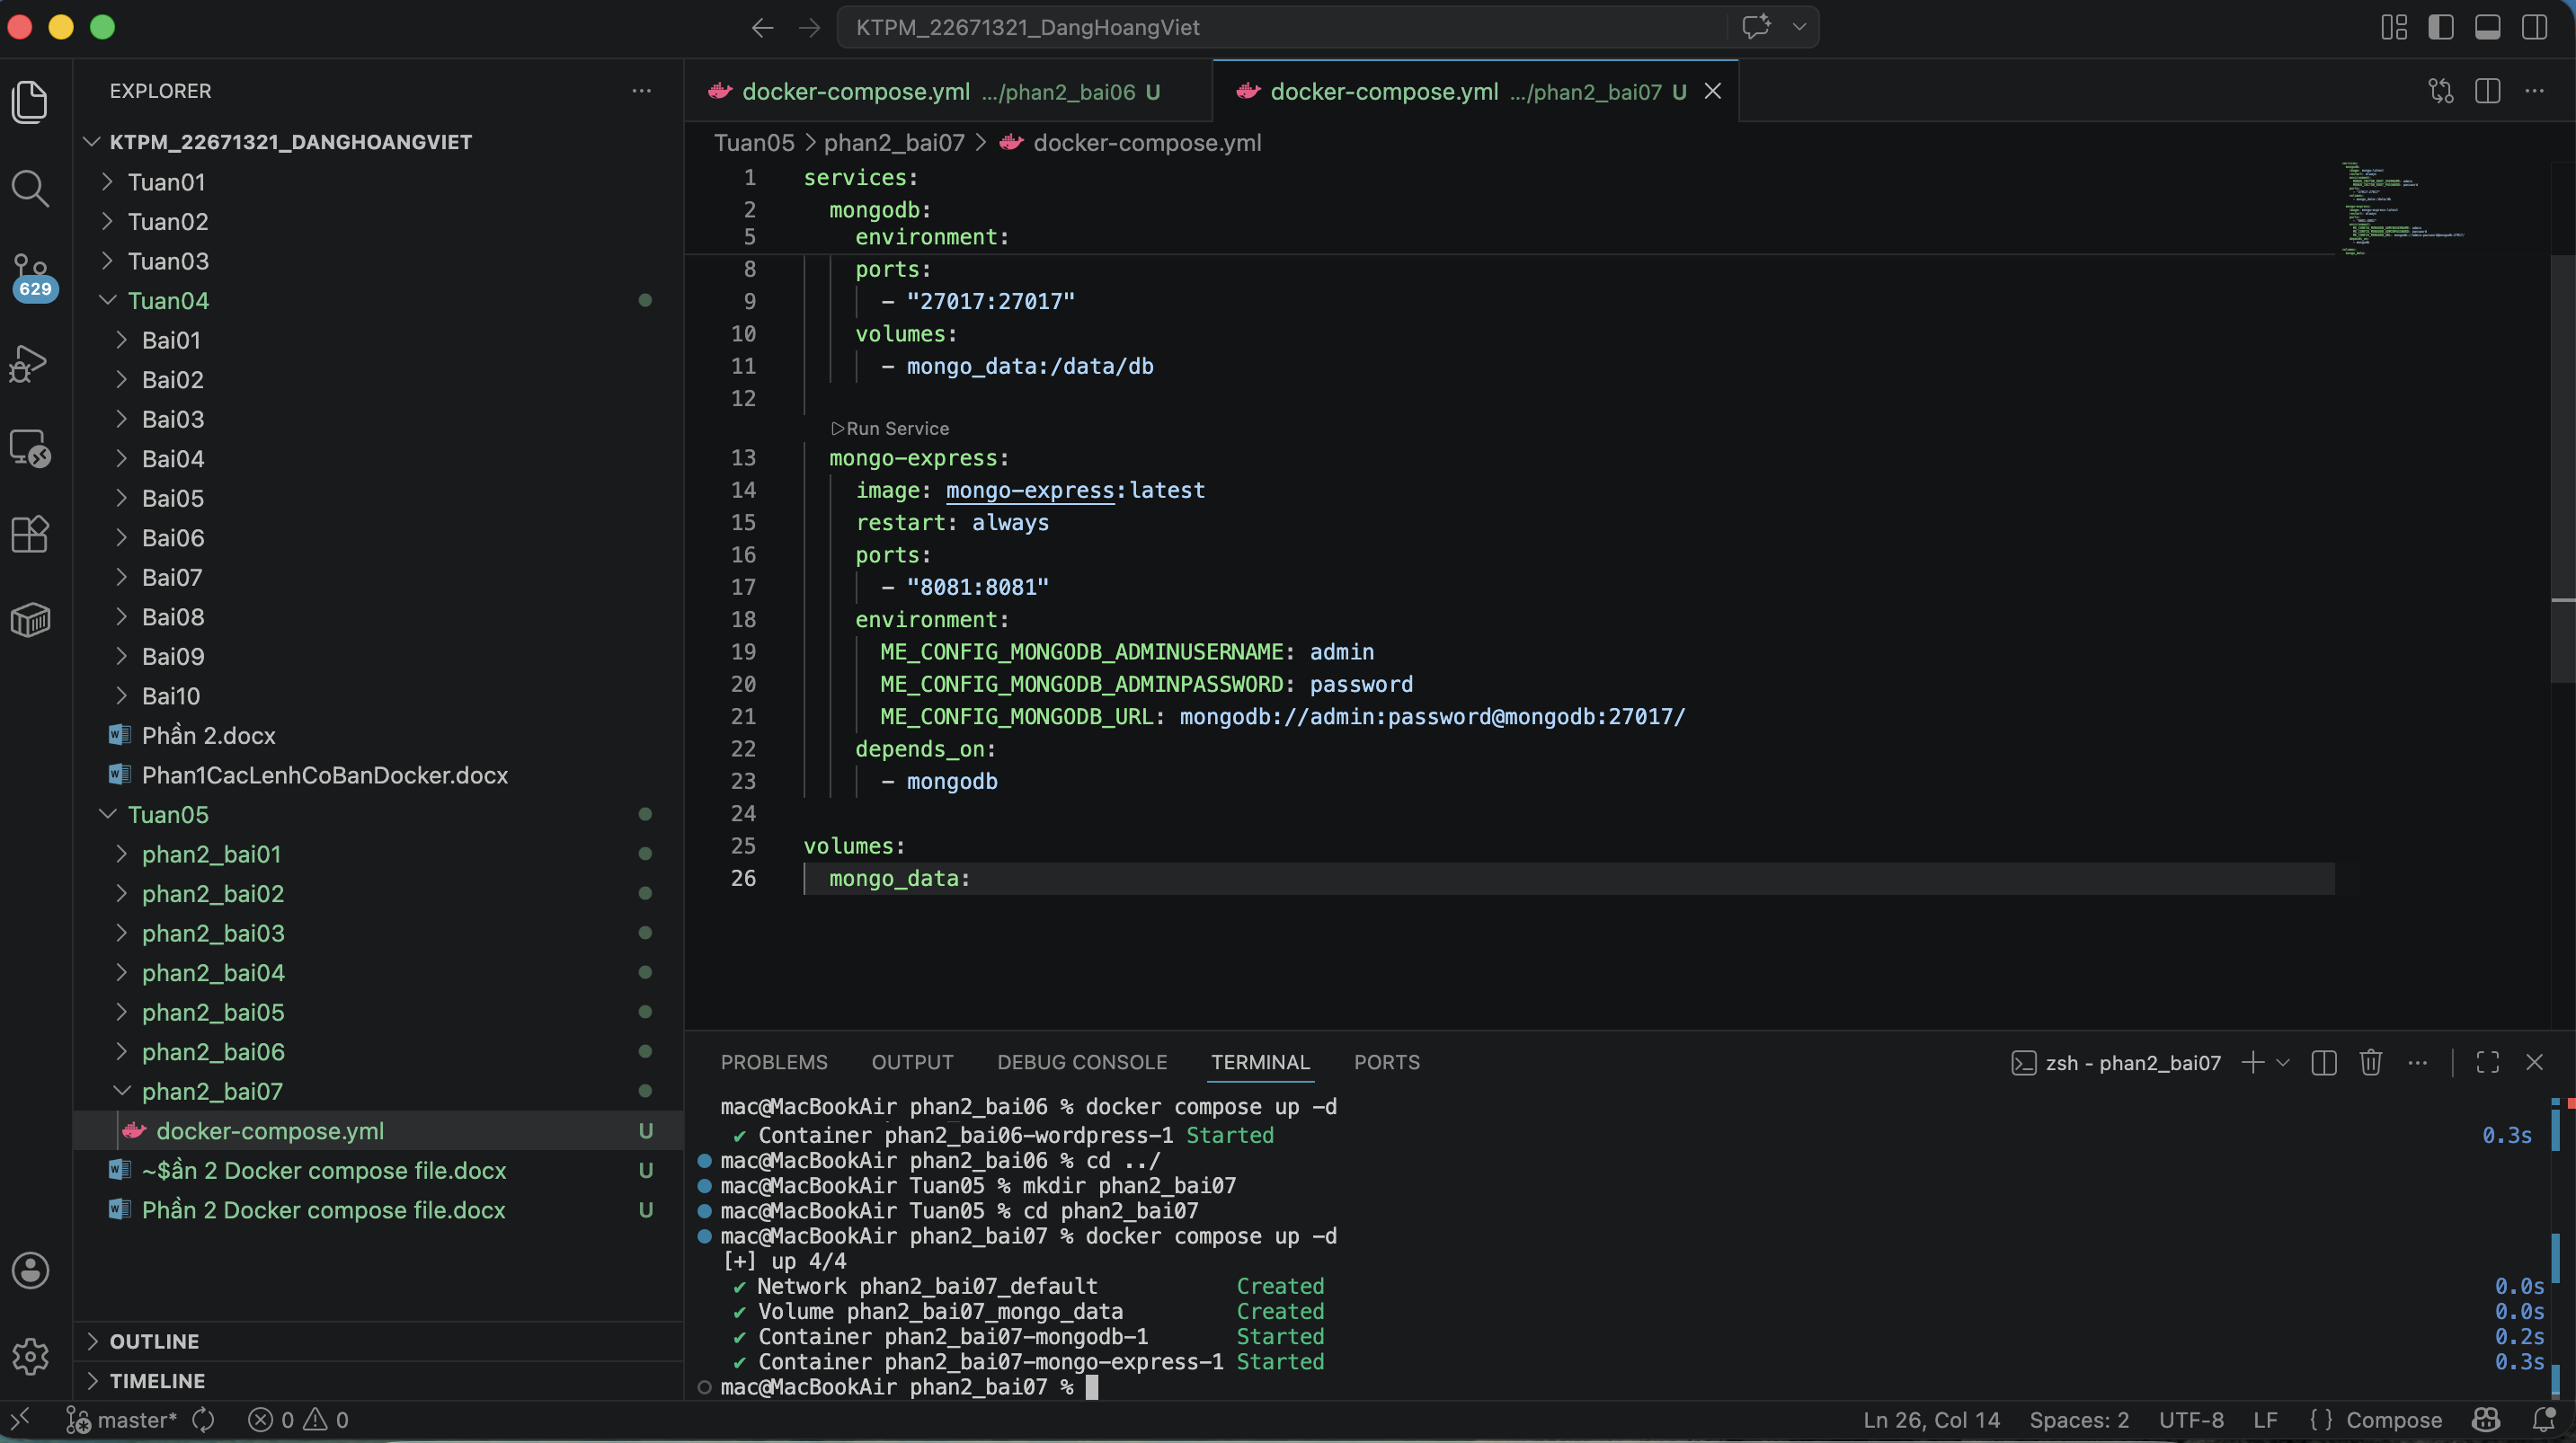 KTPM_22671321_DangHoangViet
EXPLORER
KTPM_22671321_DANGHOANGVIET
Tuan01
Tuan02
Tuan03
629
Tuan04
Bai01
Bai02
Bai03
Bai04
Bai05
Bai06
Bai07
Bai08
Bai09
Bai10
Phần 2.docx
Phan1CacLenhCoBanDocker.docx
Tuan05
phan2_bai01
phan2_bai02
phan2_bai03
phan2_bai04
phan2_bai05
phan2_bai06
phan2_bai07
docker-compose.yml U
~$ần 2 Docker compose file.docx U
Phần 2 Docker compose file.docx U
OUTLINE
TIMELINE
docker-compose.yml .../phan2_bai06 U
docker-compose.yml .../phan2_bai07 U
Tuan05 > phan2_bai07 > docker-compose.yml
1 services:
2 mongodb:
5 environment:
8 ports:
9 - "27017:27017"
10 volumes:
11 - mongo_data:/data/db
12
Run Service
13 mongo-express:
14 image: mongo-express:latest
15 restart: always
16 ports:
17 - "8081:8081"
18 environment:
19 ME_CONFIG_MONGODB_ADMINUSERNAME: admin
20 ME_CONFIG_MONGODB_ADMINPASSWORD: password
21 ME_CONFIG_MONGODB_URL: mongodb://admin:password@mongodb:27017/
22 depends_on:
23 - mongodb
24
25 volumes:
26 mongo_data:
PROBLEMS OUTPUT DEBUG CONSOLE TERMINAL PORTS
zsh - phan2_bai07
mac@MacBookAir phan2_bai06 % docker compose up -d
✔ Container phan2_bai06-wordpress-1 Started 0.3s
mac@MacBookAir phan2_bai06 % cd ../
mac@MacBookAir Tuan05 % mkdir phan2_bai07
mac@MacBookAir Tuan05 % cd phan2_bai07
mac@MacBookAir phan2_bai07 % docker compose up -d
[+] up 4/4
✔ Network phan2_bai07_default Created 0.0s
✔ Volume phan2_bai07_mongo_data Created 0.0s
✔ Container phan2_bai07-mongodb-1 Started 0.2s
✔ Container phan2_bai07-mongo-express-1 Started 0.3s
mac@MacBookAir phan2_bai07 %
master* 0 0
Ln 26, Col 14 Spaces: 2 UTF-8 LF {} Compose